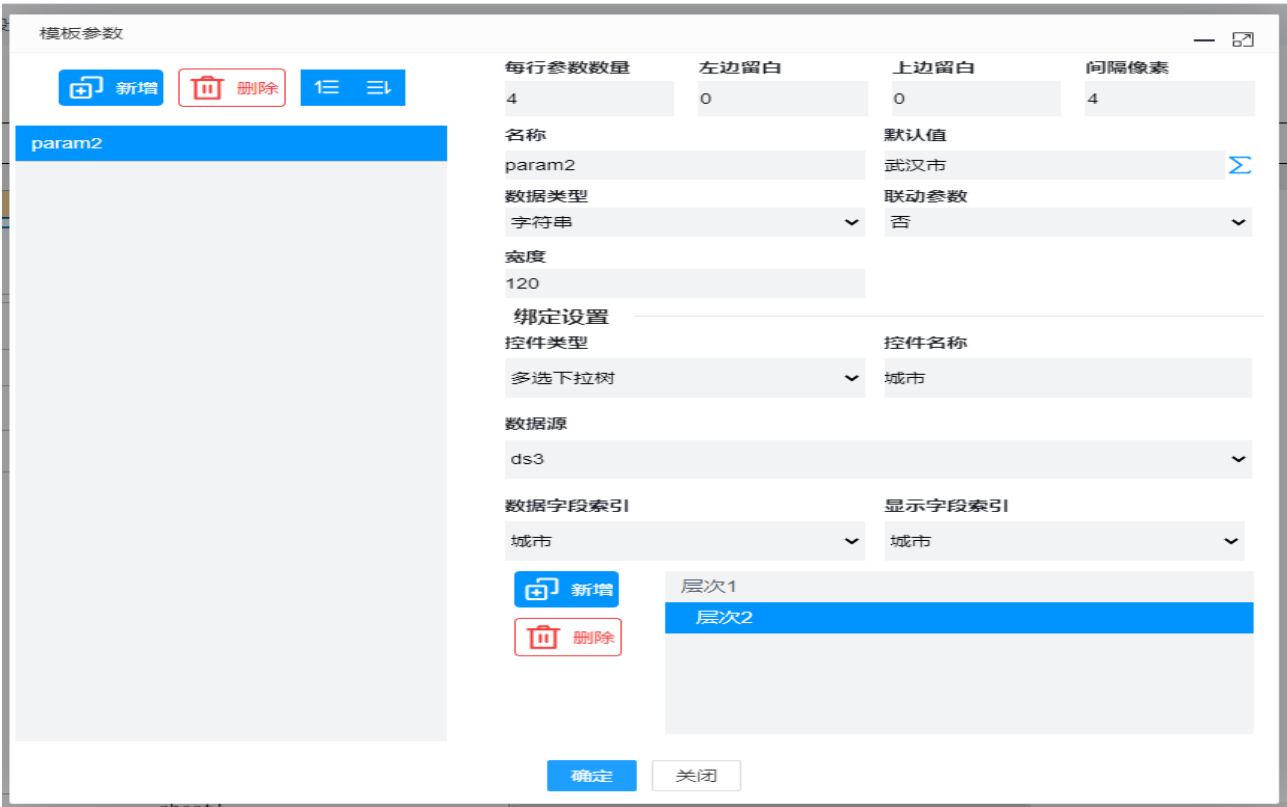 模板参数
新增 删除
每行参数数量 左边留白 上边留白 间隔像素
4 0 0 4
param2
名称 默认值
param2 武汉市
数据类型 联动参数
字符串 否
宽度
120
绑定设置
控件类型 控件名称
多选下拉树 城市
数据源
ds3
数据字段索引 显示字段索引
城市 城市
新增
删除
层次1
层次2
确定 关闭